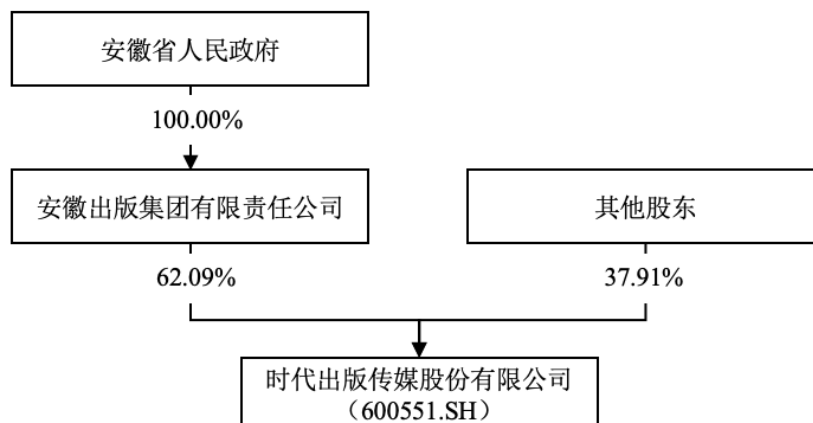 安徽省人民政府
100.00%
安徽出版集团有限责任公司
其他股东
62.09%
37.91%
时代出版传媒股份有限公司
（600551.SH）